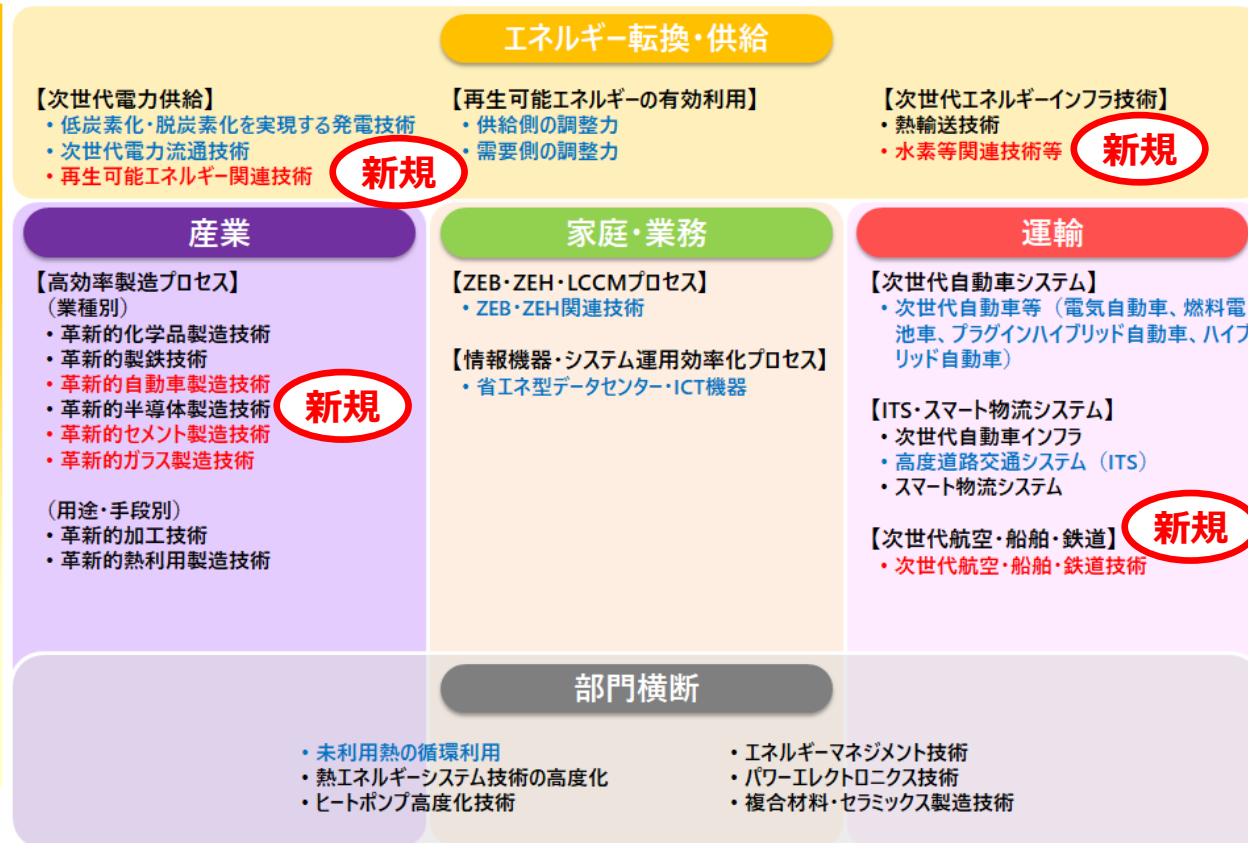 エネルギー転換・供給
【次世代電力供給】
・低炭素化・脱炭素化を実現する発電技術
・次世代電力流通技術
・再生可能エネルギー関連技術
新規
【再生可能エネルギーの有効利用】
・供給側の調整力
・需要側の調整力
【次世代エネルギーインフラ技術】
・熱輸送技術
・水素等関連技術等
新規
産業
【高効率製造プロセス】
（業種別）
・革新的化学品製造技術
・革新的製鉄技術
・革新的自動車製造技術
・革新的半導体製造技術
・革新的セメント製造技術
・革新的ガラス製造技術
新規
（用途・手段別）
・革新的加工技術
・革新的熱利用製造技術
家庭・業務
【ZEB・ZEH・LCCMプロセス】
・ZEB・ZEH関連技術
【情報機器・システム運用効率化プロセス】
・省エネ型データセンター・ICT機器
運輸
【次世代自動車システム】
・次世代自動車等（電気自動車、燃料電
池車、プラグインハイブリッド自動車、ハイブ
リッド自動車）
【ITS・スマート物流システム】
・次世代自動車インフラ
・高度道路交通システム（ITS）
・スマート物流システム
【次世代航空・船舶・鉄道】
・次世代航空・船舶・鉄道技術
新規
部門横断
・未利用熱の循環利用
・熱エネルギーシステム技術の高度化
・ヒートポンプ高度化技術
・エネルギーマネジメント技術
・パワーエレクトロニクス技術
・複合材料・セラミックス製造技術